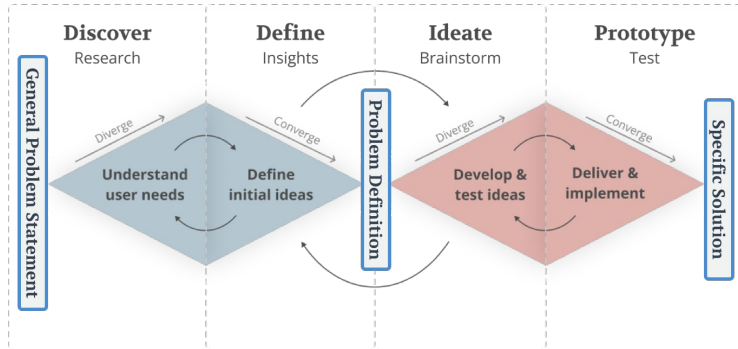 Discover
Research
Define
Insights
Ideate
Brainstorm
Prototype
Test
General Problem Statement
Diverge
Converge
Understand
user needs
Define
initial ideas
Problem Definition
Diverge
Converge
Develop &
test ideas
Deliver &
implement
Specific Solution